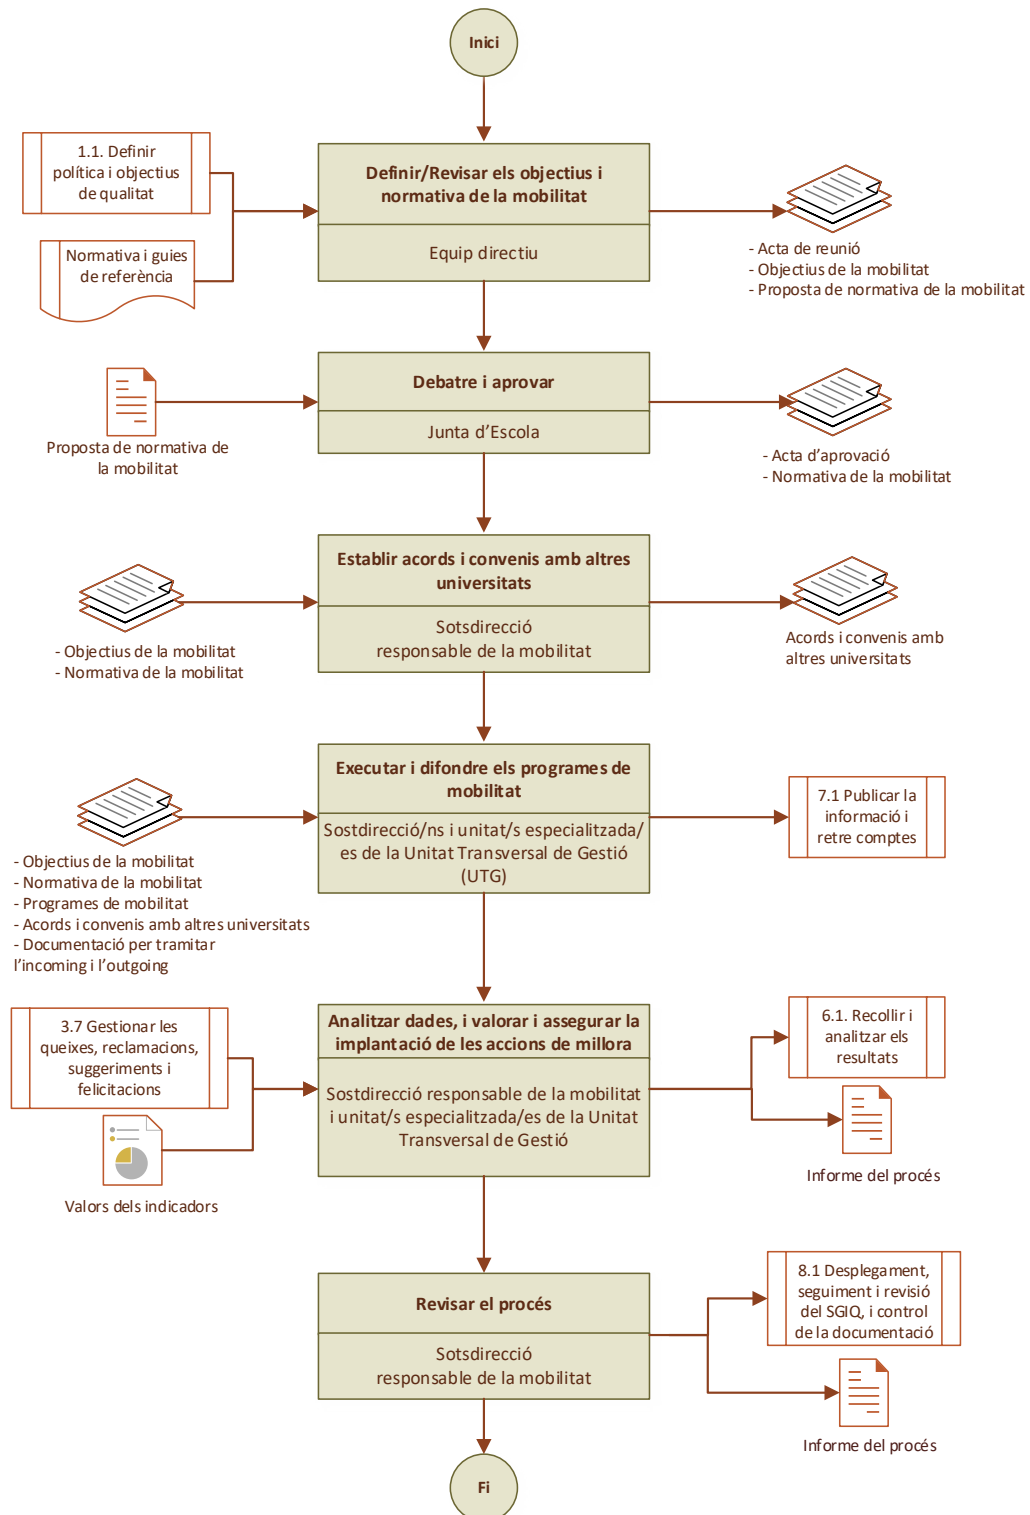 Inici
1.1. Definir
política i objectius
de qualitat
Normativa i guies
de referència
Definir/Revisar els objectius i
normativa de la mobilitat
Equip directiu
- Acta de reunió
- Objectius de la mobilitat
- Proposta de normativa de la mobilitat
Proposta de normativa de
la mobilitat
Debatre i aprovar
Junta d’Escola
- Acta d’aprovació
- Normativa de la mobilitat
- Objectius de la mobilitat
- Normativa de la mobilitat
Establir acords i convenis amb altres
universitats
Sotsdirecció
responsable de la mobilitat
Acords i convenis amb
altres universitats
- Objectius de la mobilitat
- Normativa de la mobilitat
- Programes de mobilitat
- Acords i convenis amb altres universitats
- Documentació per tramitar
l’incoming i l’outgoing
Executar i difondre els programes de
mobilitat
Sostdirecció/ns i unitat/s especialitzada/
es de la Unitat Transversal de Gestió
(UTG)
7.1 Publicar la
informació i
retre comptes
3.7 Gestionar les
queixes, reclamacions,
suggeriments i
felicitacions
Valors dels indicadors
Analitzar dades, i valorar i assegurar la
implantació de les accions de millora
Sostdirecció responsable de la mobilitat
i unitat/s especialitzada/es de la Unitat
Transversal de Gestió
6.1. Recollir i
analitzar els
resultats
Informe del procés
Revisar el procés
Sotsdirecció
responsable de la mobilitat
8.1 Desplegament,
seguiment i revisió
del SGIQ, i control
de la documentació
Informe del procés
Fi